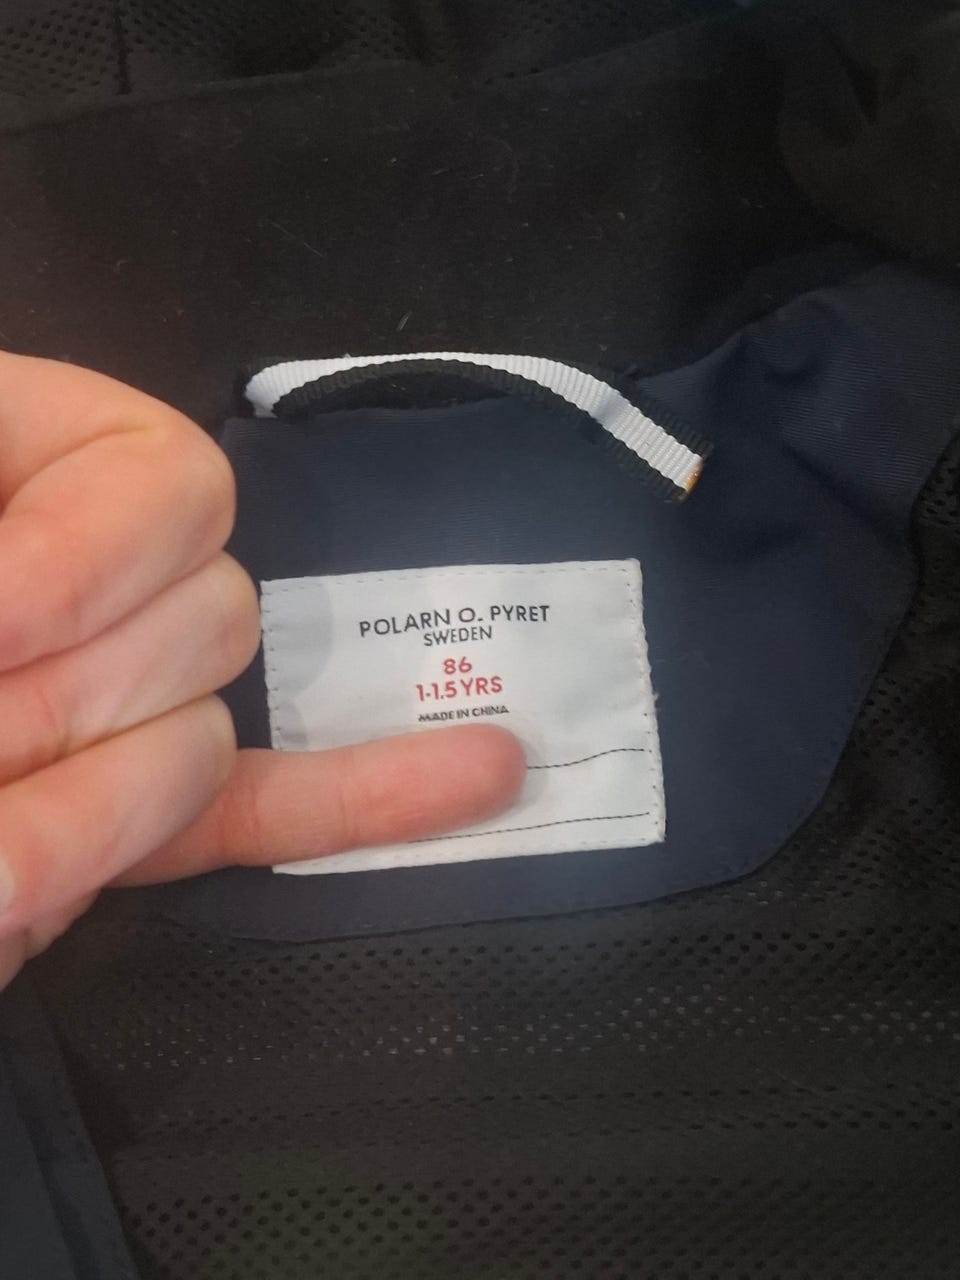 POLARN O. PYRET
SWEDEN
86
1-1.5 YRS
MADE IN CHINA